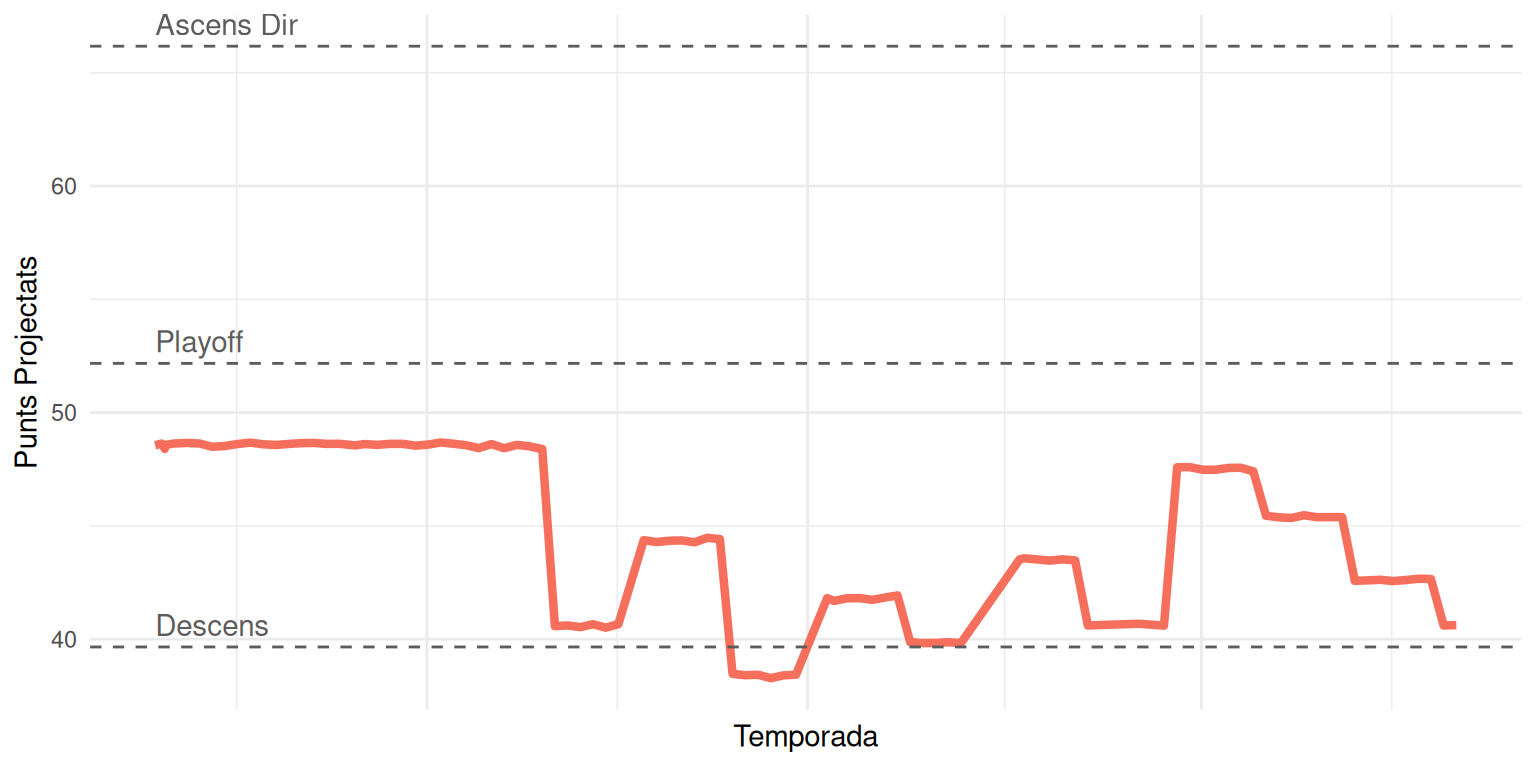 Ascens Dir
60
Playoff
50
Descens
40
Punts Projectats
Temporada